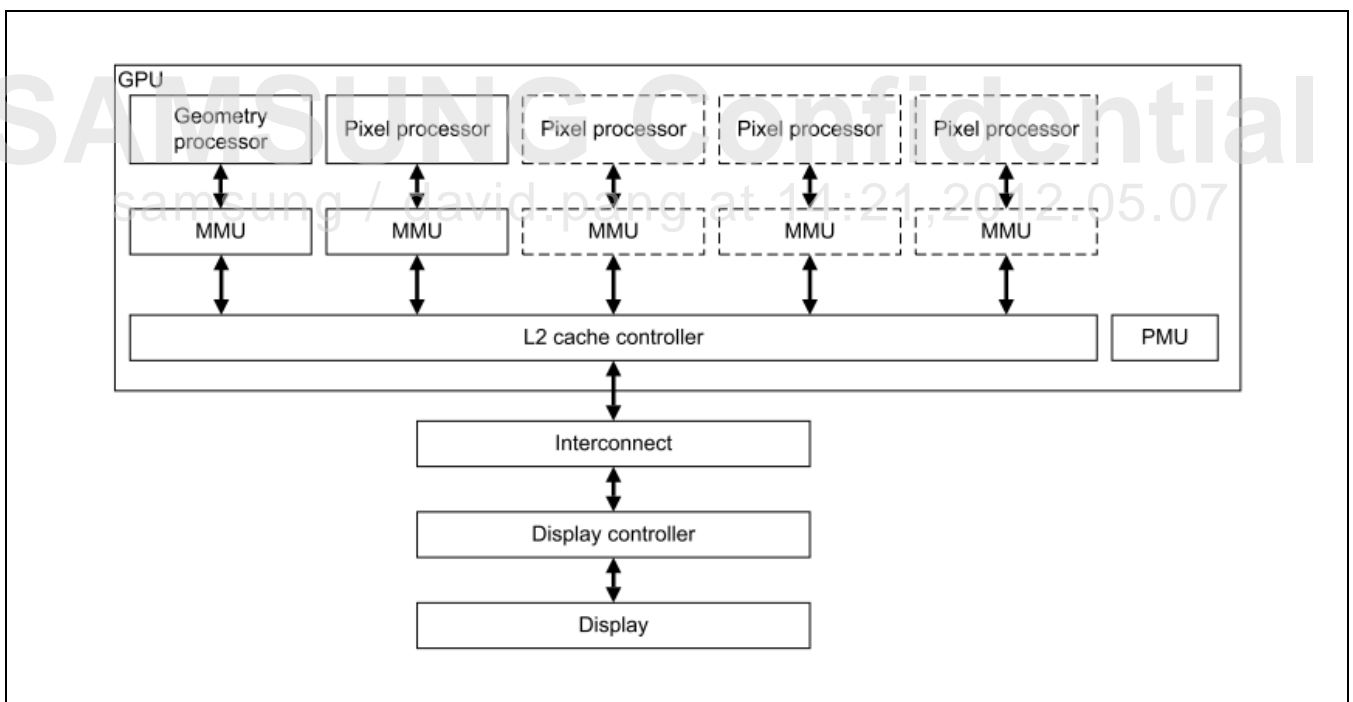 GPU
SAMSUNG Confidential
Geometry
processor
Pixel processor
Pixel processor
Pixel processor
Pixel processor
samsung / david.pang at 14:21,2012.05.07
MMU
MMU
MMU
MMU
MMU
L2 cache controller
PMU
Interconnect
Display controller
Display